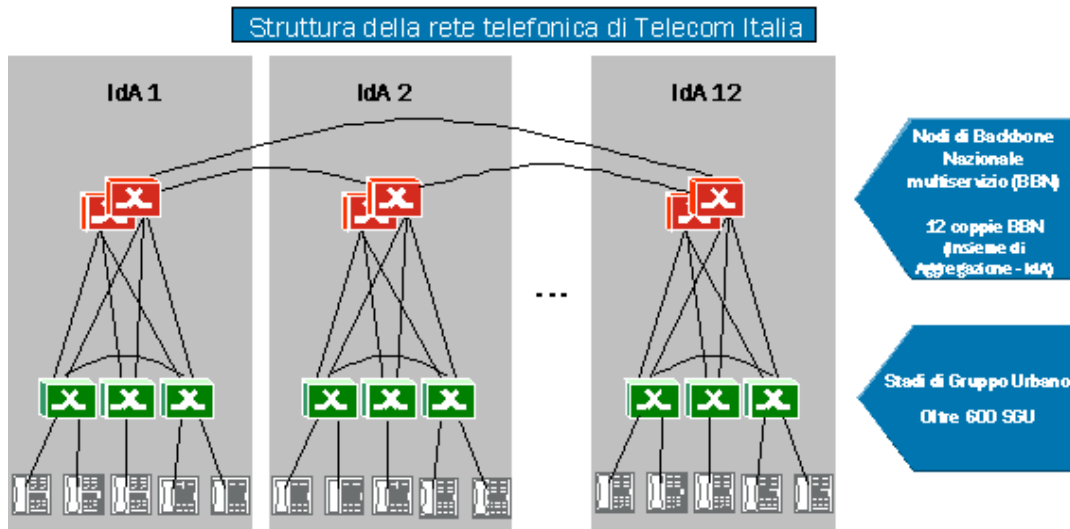 Struttura della rete telefonica di Telecom Italia
IdA 1
IdA 2
IdA 12
...
Nodi di Backbone
Nazionale
multiservizio (BBN)
12 coppie BBN
(Insieme di
Aggregazione - IdA)
Stadi di Gruppo Urbano
Oltre 600 SGU